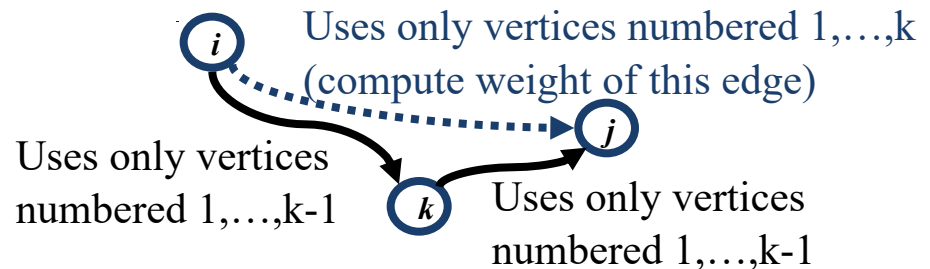 i
Uses only vertices numbered 1,…,k
(compute weight of this edge)
j
Uses only vertices
numbered 1,…,k-1
k
Uses only vertices
numbered 1,…,k-1